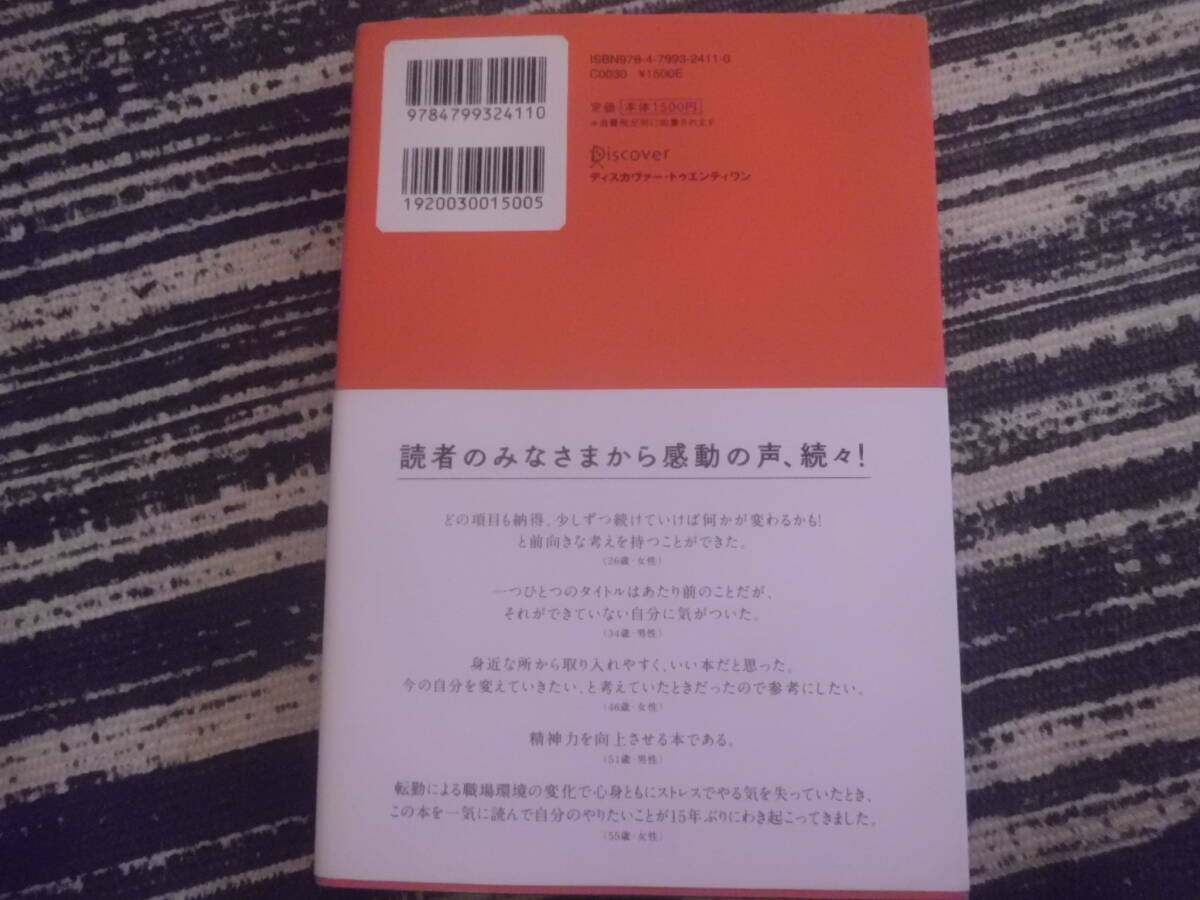 9784799324110
1920030015005
ISBN978-4-7993-2411-0
C0030 ¥1500E
定価 本体1500円
＊消費税が別に加算されます
Discover
ディスカヴァー・トゥエンティワン
読者のみなさまから感動の声、続々!
どの項目も納得。少しずつ続けていけば何かが変わるかも!
と前向きな考えを持つことができた。
(26歳・女性)
一つひとつのタイトルはあたり前のことだが、
それができていない自分に気がついた。
(34歳・男性)
身近な所から取り入れやすく、いい本だと思った。
今の自分を変えていきたい、と考えていたときだったので参考にしたい。
(46歳・女性)
精神力を向上させる本である。
(51歳・男性)
転勤による職場環境の変化で心身ともにストレスでやる気を失っていたとき、
この本を一気に読んで自分のやりたいことが15年ぶりにわき起こってきました。
(55歳・女性)